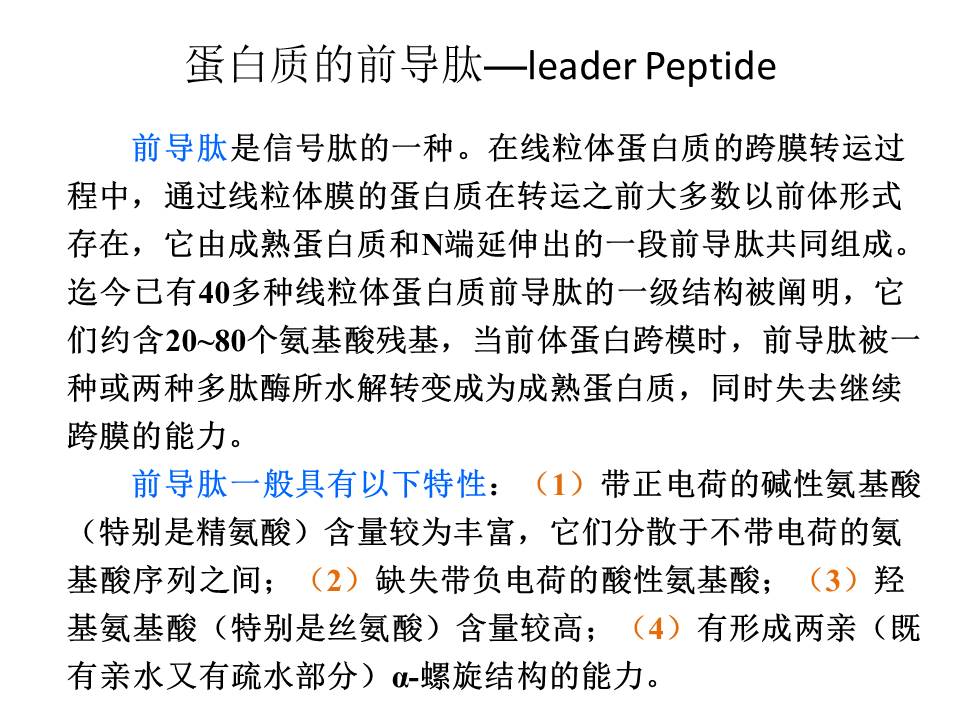 蛋白质的前导肽—leader Peptide
前导肽是信号肽的一种。在线粒体蛋白质的跨膜转运过
程中，通过线粒体膜的蛋白质在转运之前大多数以前体形式
存在，它由成熟蛋白质和N端延伸出的一段前导肽共同组成。
迄今已有40多种线粒体蛋白质前导肽的一级结构被阐明，它
们约含20~80个氨基酸残基，当前体蛋白跨模时，前导肽被一
种或两种多肽酶所水解转变成为成熟蛋白质，同时失去继续
跨膜的能力。
前导肽一般具有以下特性：（1）带正电荷的碱性氨基酸
（特别是精氨酸）含量较为丰富，它们分散于不带电荷的氨
基酸序列之间；（2）缺失带负电荷的酸性氨基酸；（3）羟
基氨基酸（特别是丝氨酸）含量较高；（4）有形成两亲（既
有亲水又有疏水部分）α-螺旋结构的能力。